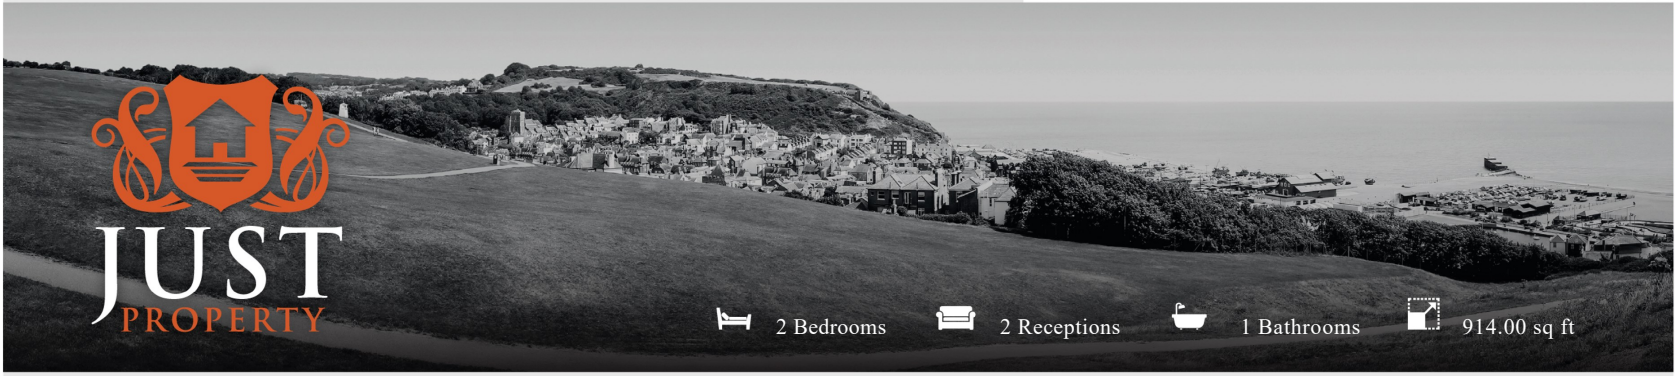 JUST
PROPERTY
2 Bedrooms
2 Receptions
1 Bathrooms
914.00 sq ft